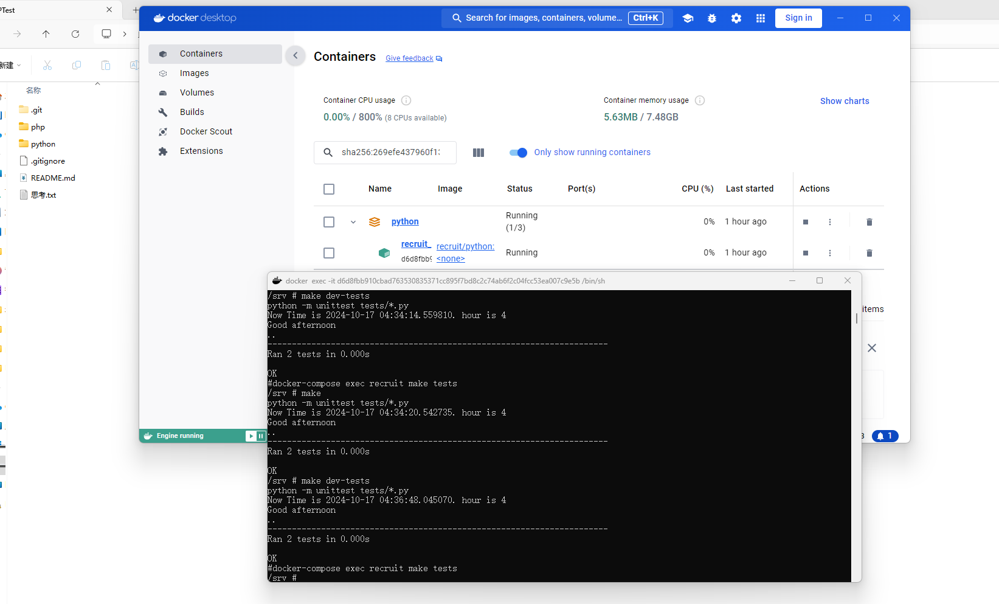 PTest
新建
名称
.git
php
python
.gitignore
README.md
思考.txt
docker desktop
Search for images, containers, volume...
Ctrl+K
Sign in
Containers
Images
Volumes
Builds
Docker Scout
Extensions
Containers
Give feedback
Container CPU usage
0.00% / 800% (8 CPUs available)
Container memory usage
5.63MB / 7.48GB
Show charts
sha256:269efe437960f1
Only show running containers
Name Image Status Port(s) CPU (%) Last started Actions
python Running (1/3) 0% 1 hour ago
recruit_ recruit/python: Running 0% 1 hour ago
d6d8fbb9 <none>
items
Engine running
1
docker exec -it d6d8fbb910cbad763530835371cc895f7bd8c2c74ab6f2c04fcc53ea007c9e5b /bin/sh
/srv # make dev-tests
python -m unittest tests/*.py
Now Time is 2024-10-17 04:34:14.559810. hour is 4
Good afternoon
..
----------------------------------------------------------------------
Ran 2 tests in 0.000s
OK
#docker-compose exec recruit make tests
/srv # make
python -m unittest tests/*.py
Now Time is 2024-10-17 04:34:20.542735. hour is 4
Good afternoon
..
----------------------------------------------------------------------
Ran 2 tests in 0.000s
OK
/srv # make dev-tests
python -m unittest tests/*.py
Now Time is 2024-10-17 04:36:48.045070. hour is 4
Good afternoon
..
----------------------------------------------------------------------
Ran 2 tests in 0.000s
OK
#docker-compose exec recruit make tests
/srv #